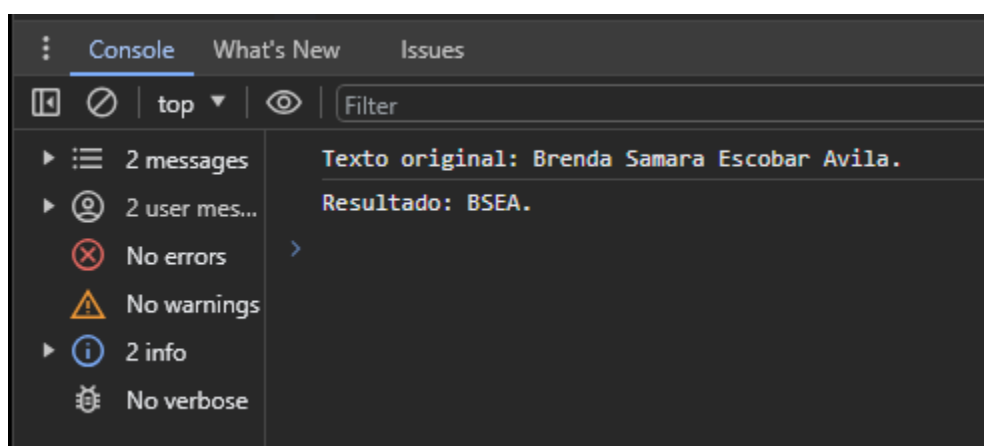 Console What's New Issues
top Filter
2 messages
Texto original: Brenda Samara Escobar Avila.
2 user mes...
Resultado: BSEA.
No errors
No warnings
2 info
No verbose